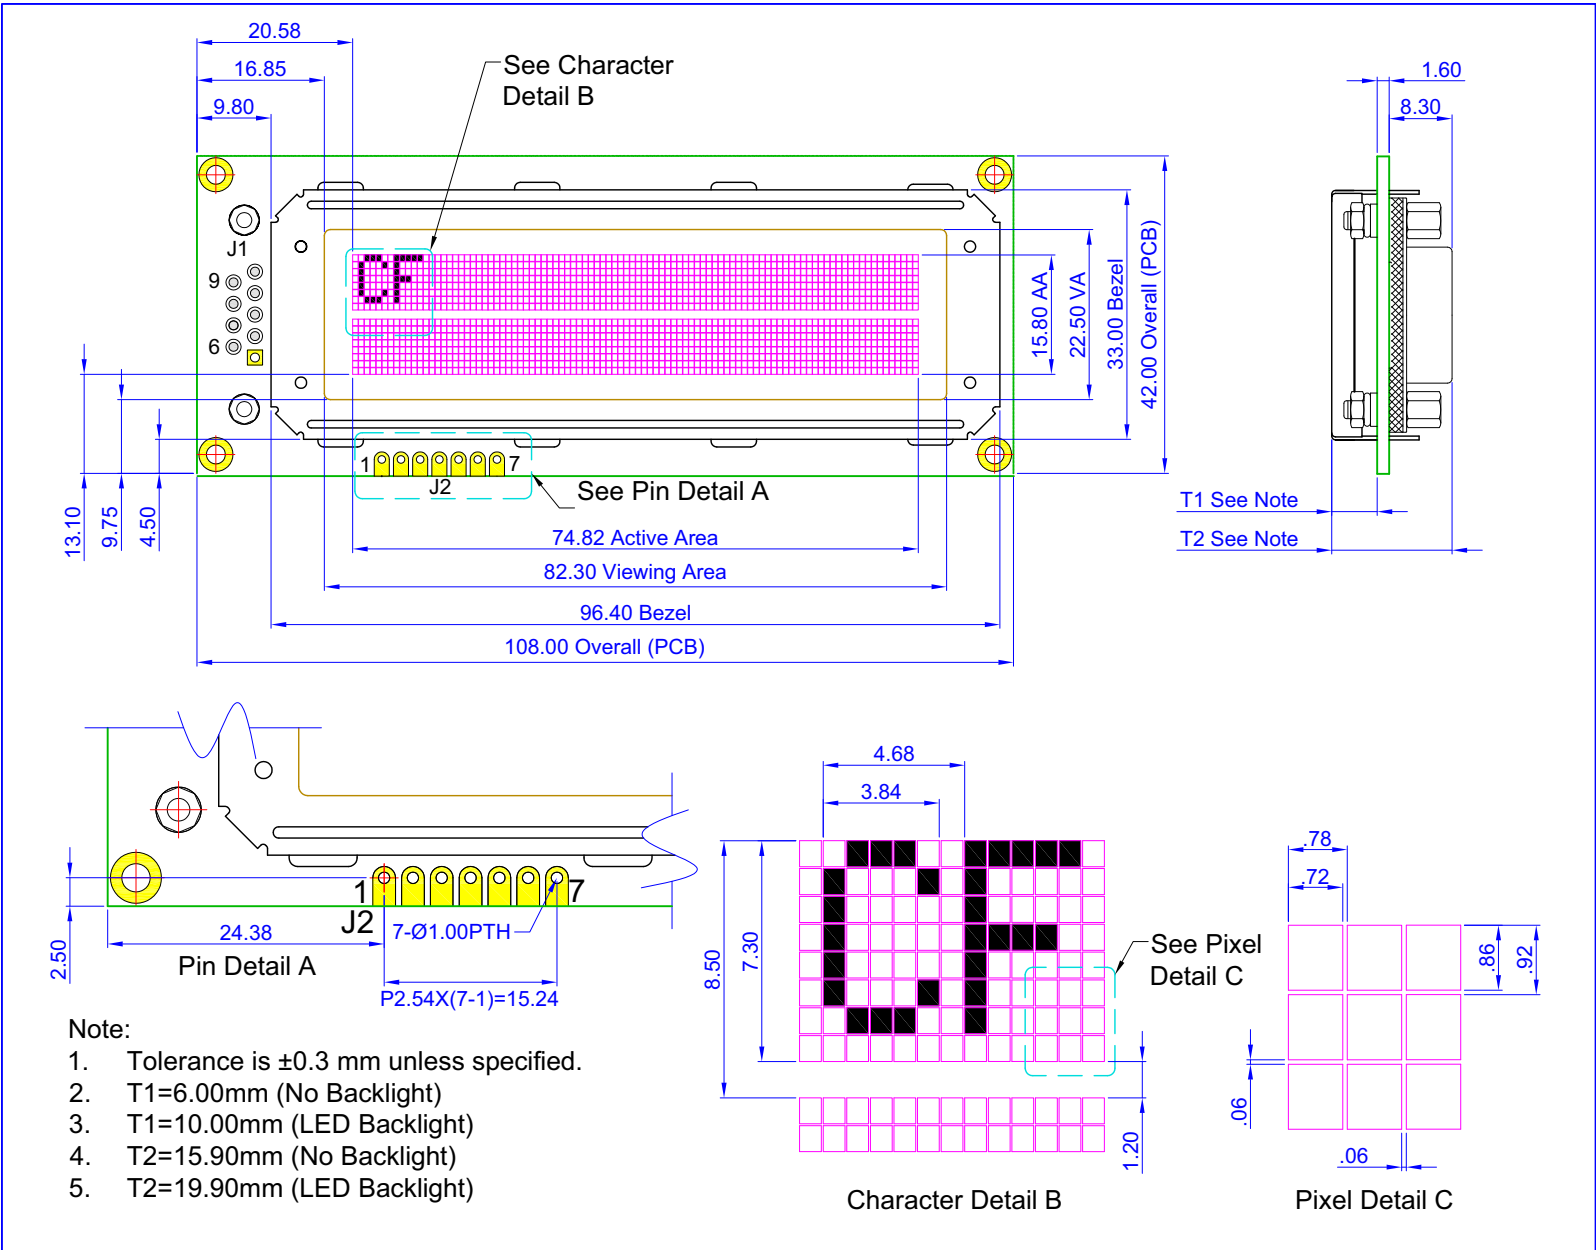 20.58
16.85
9.80
See Character
Detail B
1.60
8.30
J1
9
6
15.80 AA
22.50 VA
33.00 Bezel
42.00 Overall (PCB)
13.10
9.75
4.50
1
7
J2
See Pin Detail A
T1 See Note
T2 See Note
74.82 Active Area
82.30 Viewing Area
96.40 Bezel
108.00 Overall (PCB)
2.50
24.38
1
7
J2
7-Ø1.00PTH
Pin Detail A
P2.54X(7-1)=15.24
4.68
3.84
8.50
7.30
1.20
See Pixel
Detail C
Character Detail B
.78
.72
.86
.92
.06
.06
Pixel Detail C
Note:
1. Tolerance is ±0.3 mm unless specified.
2. T1=6.00mm (No Backlight)
3. T1=10.00mm (LED Backlight)
4. T2=15.90mm (No Backlight)
5. T2=19.90mm (LED Backlight)
CF